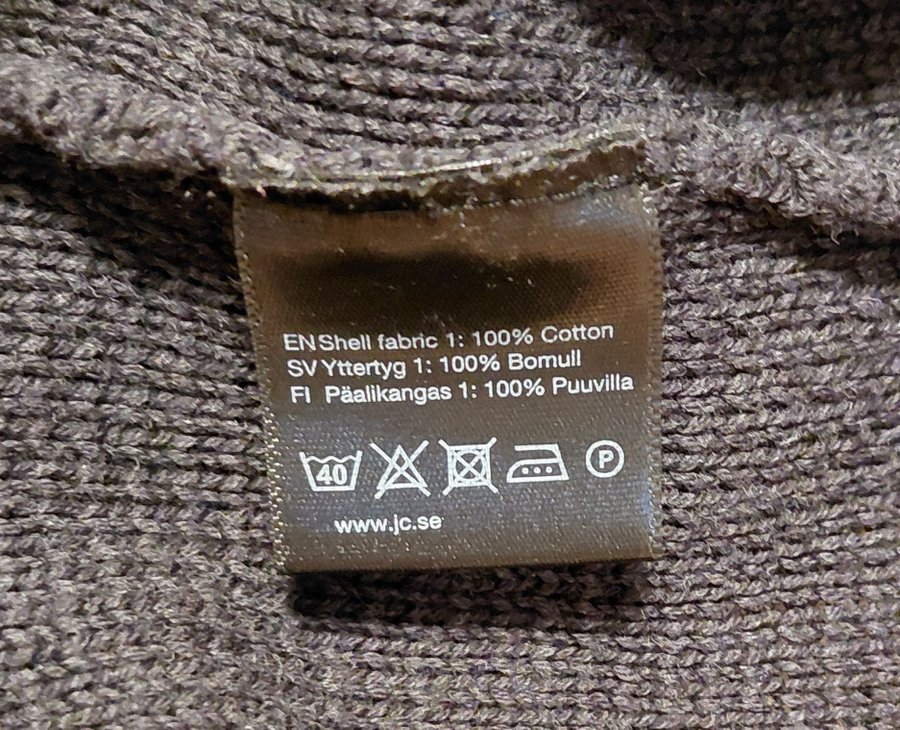 EN Shell fabric 1: 100% Cotton
SV Yttertyg 1: 100% Bomull
FI Päälikangas 1: 100% Puuvilla
40 P
www.jc.se